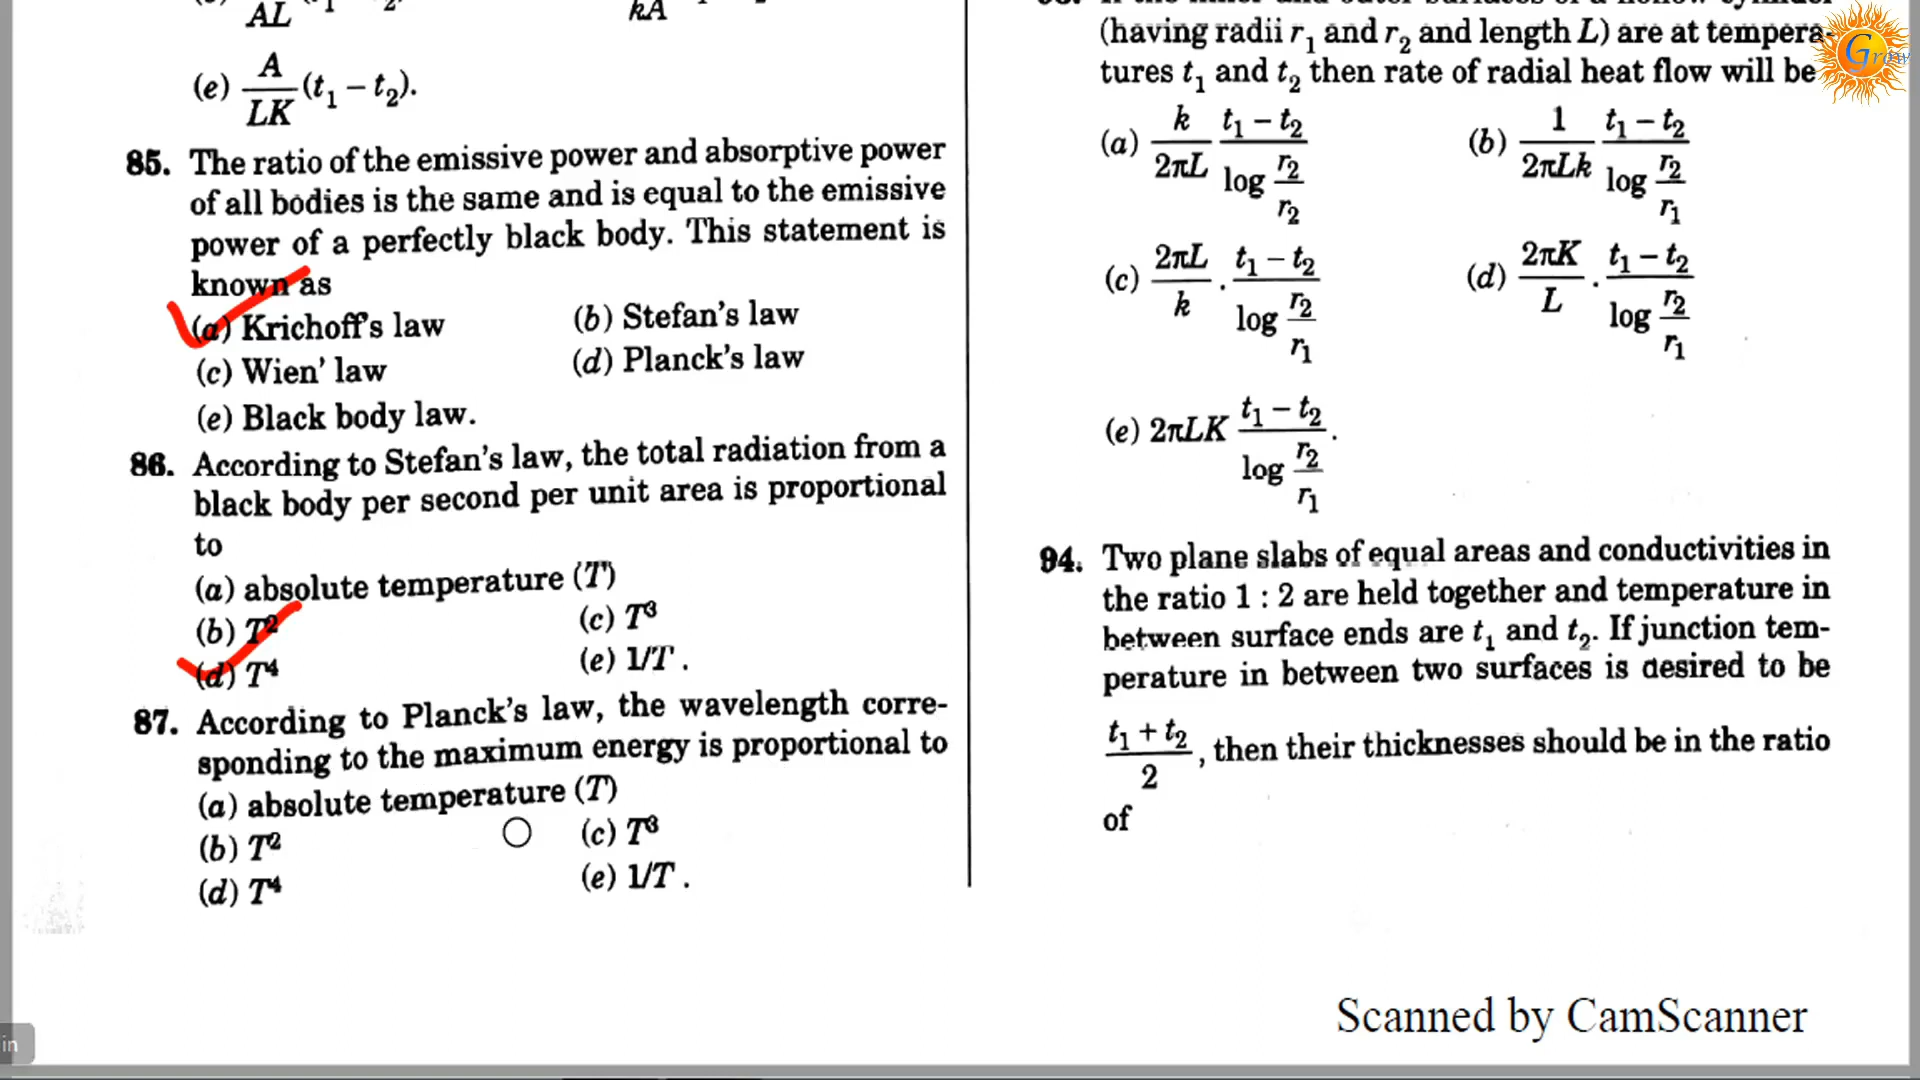 AL
kA
(e) A/LK (t₁ – t₂).
85. The ratio of the emissive power and absorptive power
of all bodies is the same and is equal to the emissive
power of a perfectly black body. This statement is
known as
(a) Krichoff's law (b) Stefan's law
(c) Wien' law (d) Planck's law
(e) Black body law.
86. According to Stefan's law, the total radiation from a
black body per second per unit area is proportional
to
(a) absolute temperature (T)
(b) T² (c) T³
(d) T⁴ (e) 1/T .
87. According to Planck's law, the wavelength corre-
sponding to the maximum energy is proportional to
(a) absolute temperature (T)
(b) T² (c) T³
(d) T⁴ (e) 1/T .
(having radii r₁ and r₂ and length L) are at tempera-
tures t₁ and t₂ then rate of radial heat flow will be
(a) k/2πL (t₁ – t₂)/(log r₂/r₂) (b) 1/2πLk (t₁ – t₂)/(log r₂/r₁)
(c) 2πL/k . (t₁ – t₂)/(log r₂/r₁) (d) 2πK/L . (t₁ – t₂)/(log r₂/r₁)
(e) 2πLK (t₁ – t₂)/(log r₂/r₁) .
94. Two plane slabs of equal areas and conductivities in
the ratio 1 : 2 are held together and temperature in
between surface ends are t₁ and t₂. If junction tem-
perature in between two surfaces is desired to be
(t₁ + t₂)/2 , then their thicknesses should be in the ratio
of
Grow
Scanned by CamScanner
in